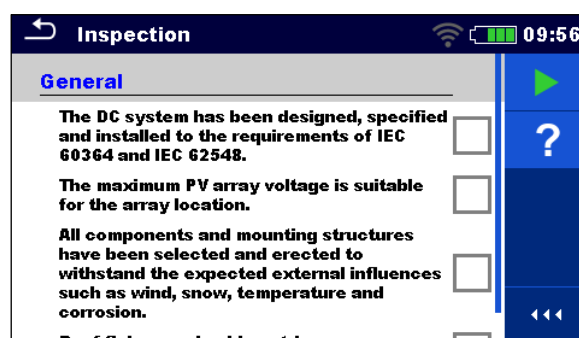 Inspection
09:56
General
The DC system has been designed, specified
and installed to the requirements of IEC
60364 and IEC 62548.
?
The maximum PV array voltage is suitable
for the array location.
All components and mounting structures
have been selected and erected to
withstand the expected external influences
such as wind, snow, temperature and
corrosion.